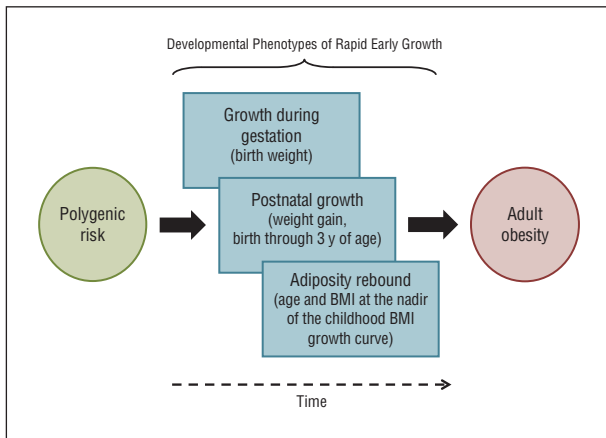 Developmental Phenotypes of Rapid Early Growth
Growth during
gestation
(birth weight)
Polygenic
risk
Postnatal growth
(weight gain,
birth through 3 y of age)
Adult
obesity
Adiposity rebound
(age and BMI at the nadir
of the childhood BMI
growth curve)
Time